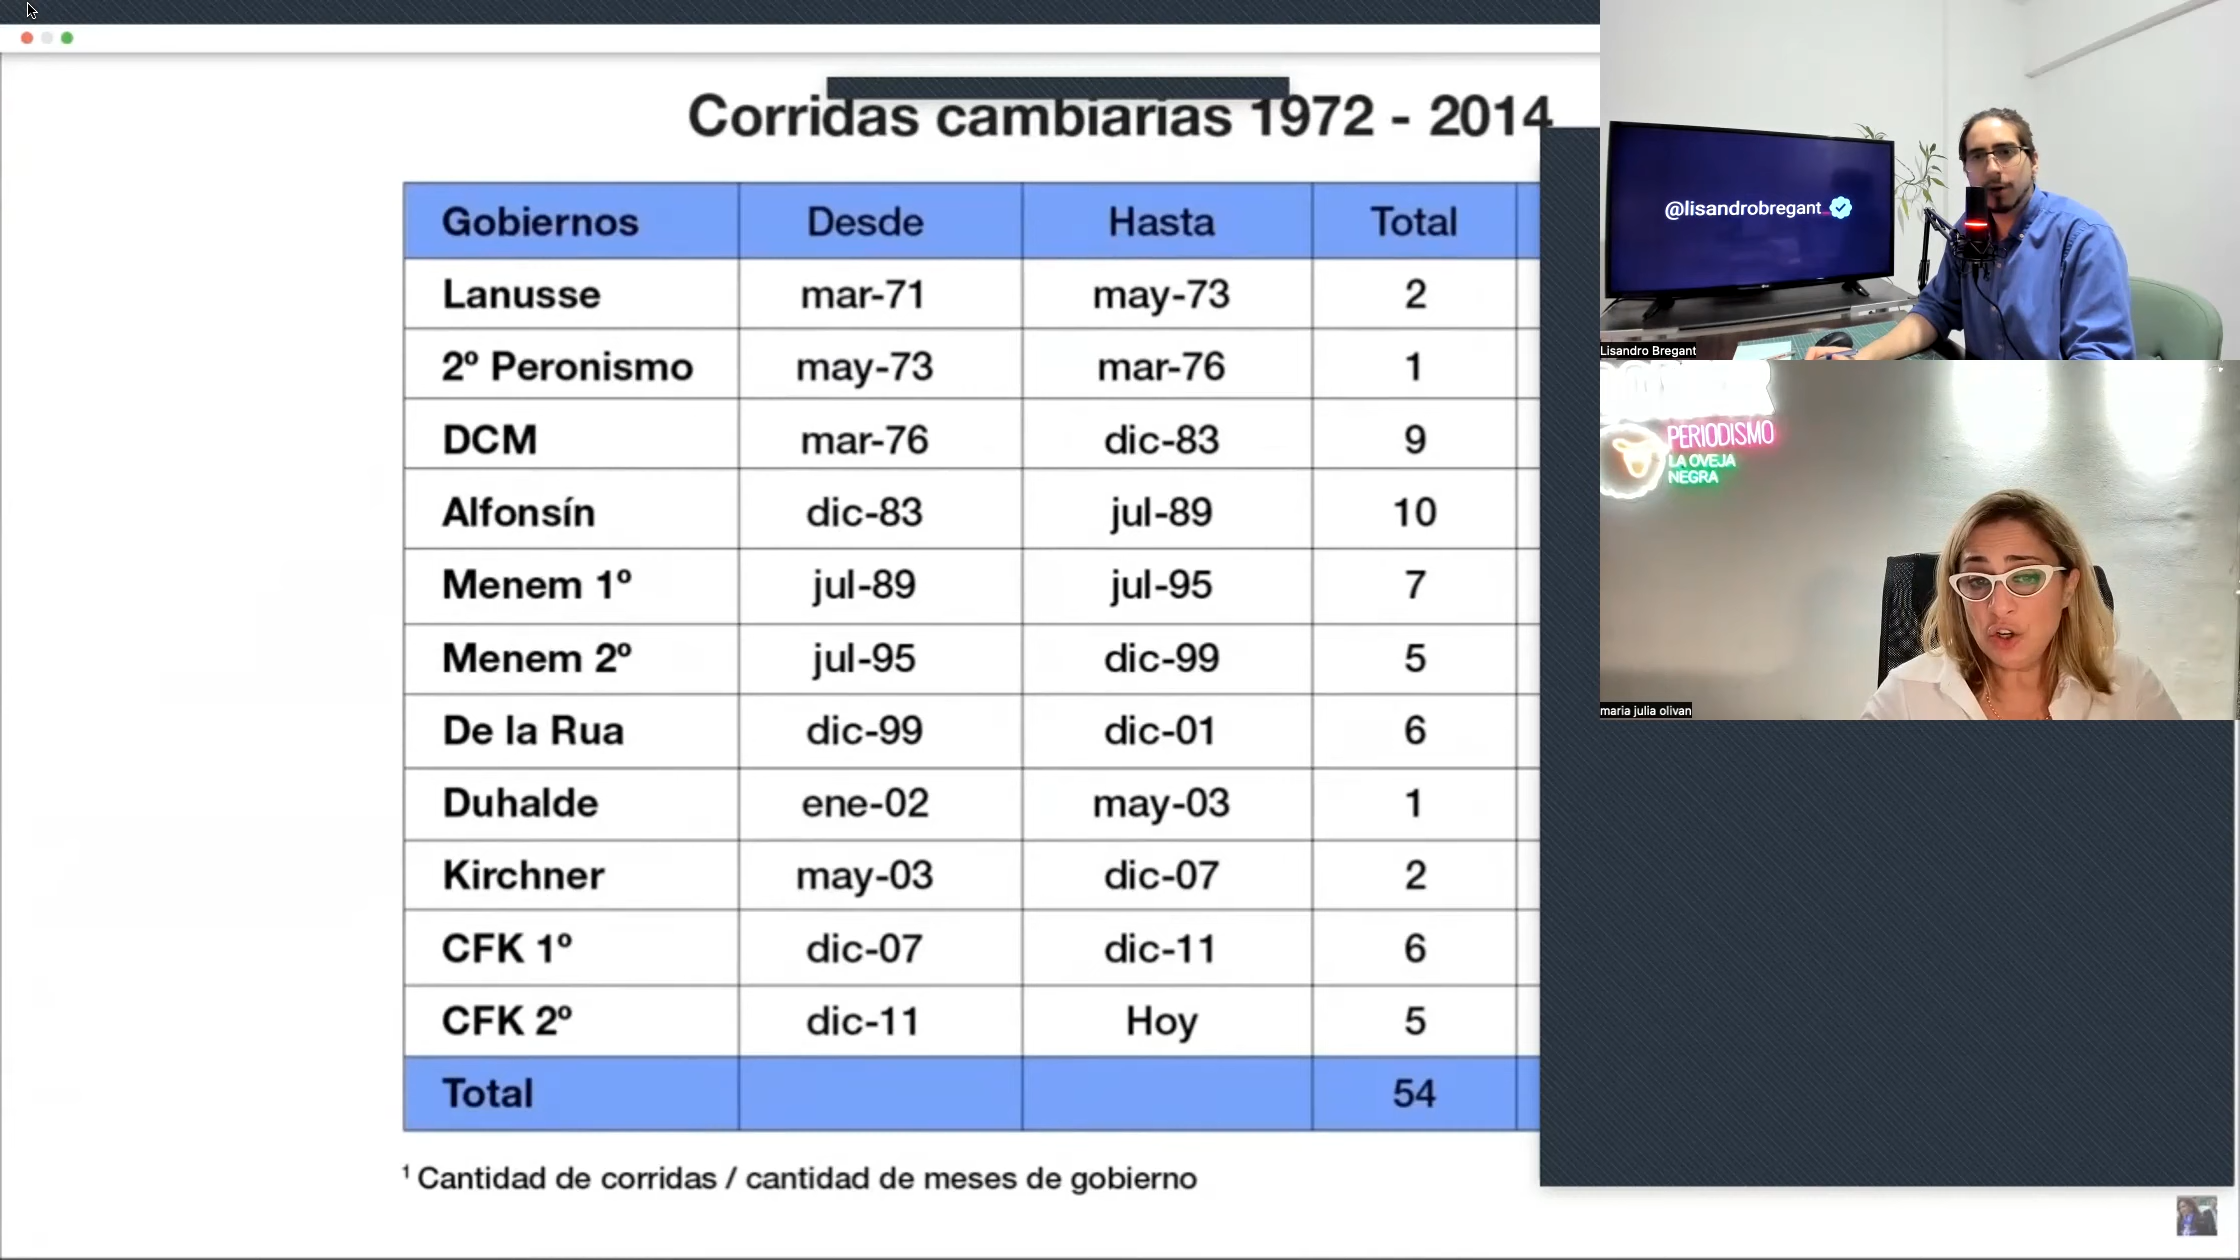 Corridas cambiarias 1972 - 2014
Gobiernos Desde Hasta Total
Lanusse mar-71 may-73 2
2º Peronismo may-73 mar-76 1
DCM mar-76 dic-83 9
Alfonsín dic-83 jul-89 10
Menem 1º jul-89 jul-95 7
Menem 2º jul-95 dic-99 5
De la Rua dic-99 dic-01 6
Duhalde ene-02 may-03 1
Kirchner may-03 dic-07 2
CFK 1º dic-07 dic-11 6
CFK 2º dic-11 Hoy 5
Total 54
¹ Cantidad de corridas / cantidad de meses de gobierno
@lisandrobregant_
Lisandro Bregant
PERIODISMO
LA OVEJA
NEGRA
maria julia olivan